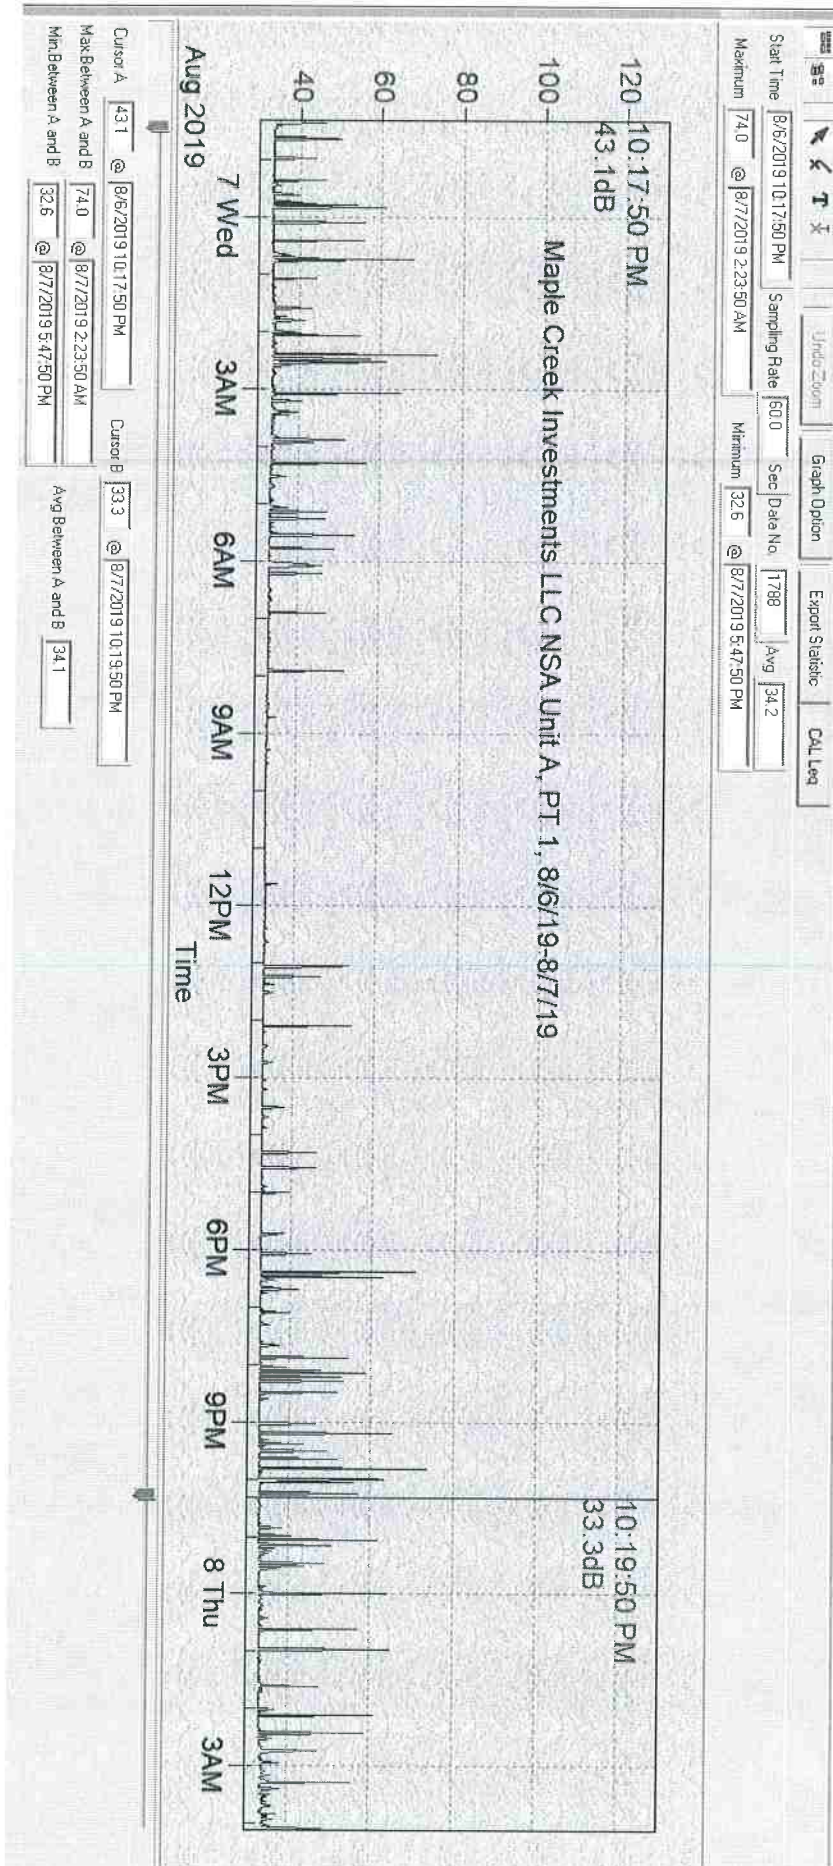 Undo Zoom Graph Option Export Statistic CAL Leq
Start Time 8/6/2019 10:17:50 PM Sampling Rate 60.0 Sec Data No. 1788 Avg 34.2
Maximum 74.0 @ 8/7/2019 2:23:50 AM Minimum 32.6 @ 8/7/2019 5:47:50 PM
120
100
80
60
40
10:17:50 PM
43.1dB
10:19:50 PM
33.3dB
Maple Creek Investments LLC NSA Unit A, PT. 1, 8/6/19-8/7/19
7 Wed 3AM 6AM 9AM 12PM 3PM 6PM 9PM 8 Thu 3AM
Aug 2019
Time
Cursor A 43.1 @ 8/6/2019 10:17:50 PM Cursor B 33.3 @ 8/7/2019 10:19:50 PM
Max.Between A and B 74.0 @ 8/7/2019 2:23:50 AM
Min.Between A and B 32.6 @ 8/7/2019 5:47:50 PM Avg Between A and B 34.1